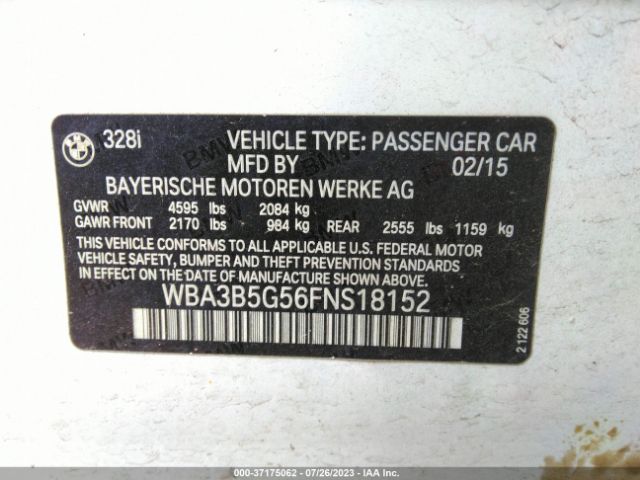 BMW 328i VEHICLE TYPE: PASSENGER CAR
MFD BY 02/15
BAYERISCHE MOTOREN WERKE AG
GVWR 4595 lbs 2084 kg
GAWR FRONT 2170 lbs 984 kg REAR 2555 lbs 1159 kg
THIS VEHICLE CONFORMS TO ALL APPLICABLE U.S. FEDERAL MOTOR
VEHICLE SAFETY, BUMPER AND THEFT PREVENTION STANDARDS
IN EFFECT ON THE DATE OF MANUFACTURE SHOWN ABOVE.
WBA3B5G56FNS18152
2 122 606
000-37175062 - 07/26/2023 - IAA Inc.